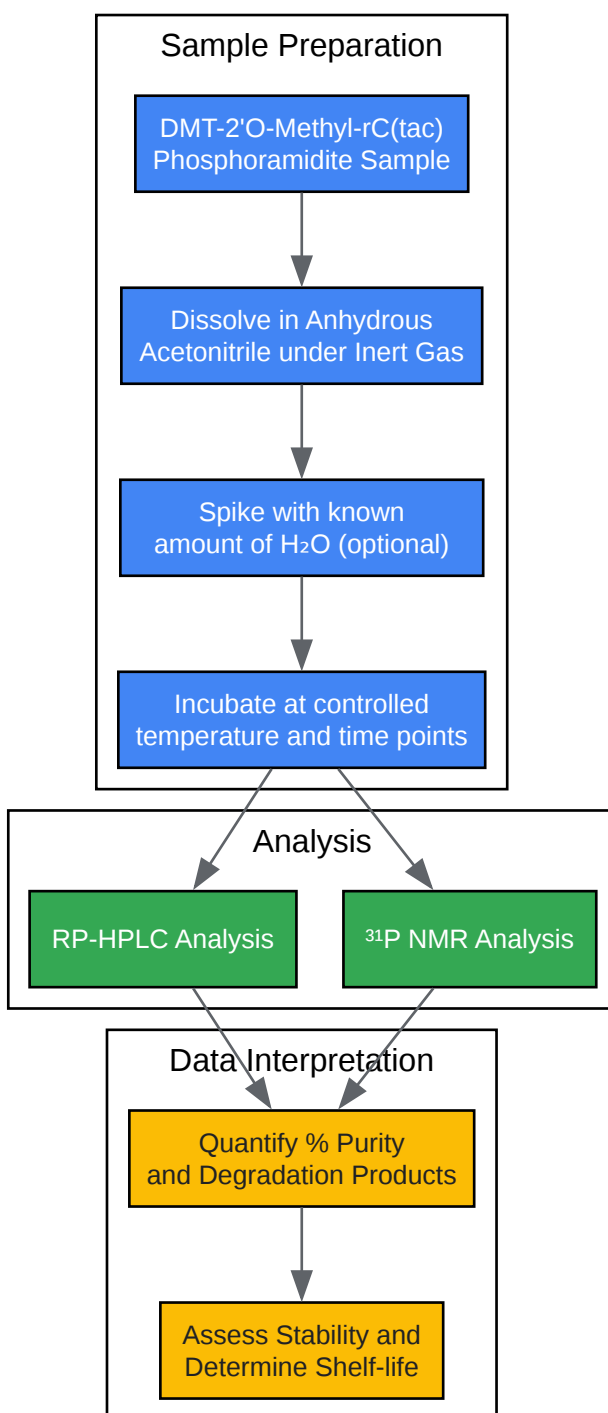 Sample Preparation
DMT-2'O-Methyl-rC(tac)
Phosphoramidite Sample
Dissolve in Anhydrous
Acetonitrile under Inert Gas
Spike with known
amount of H₂O (optional)
Incubate at controlled
temperature and time points
Analysis
RP-HPLC Analysis
³¹P NMR Analysis
Data Interpretation
Quantify % Purity
and Degradation Products
Assess Stability and
Determine Shelf-life